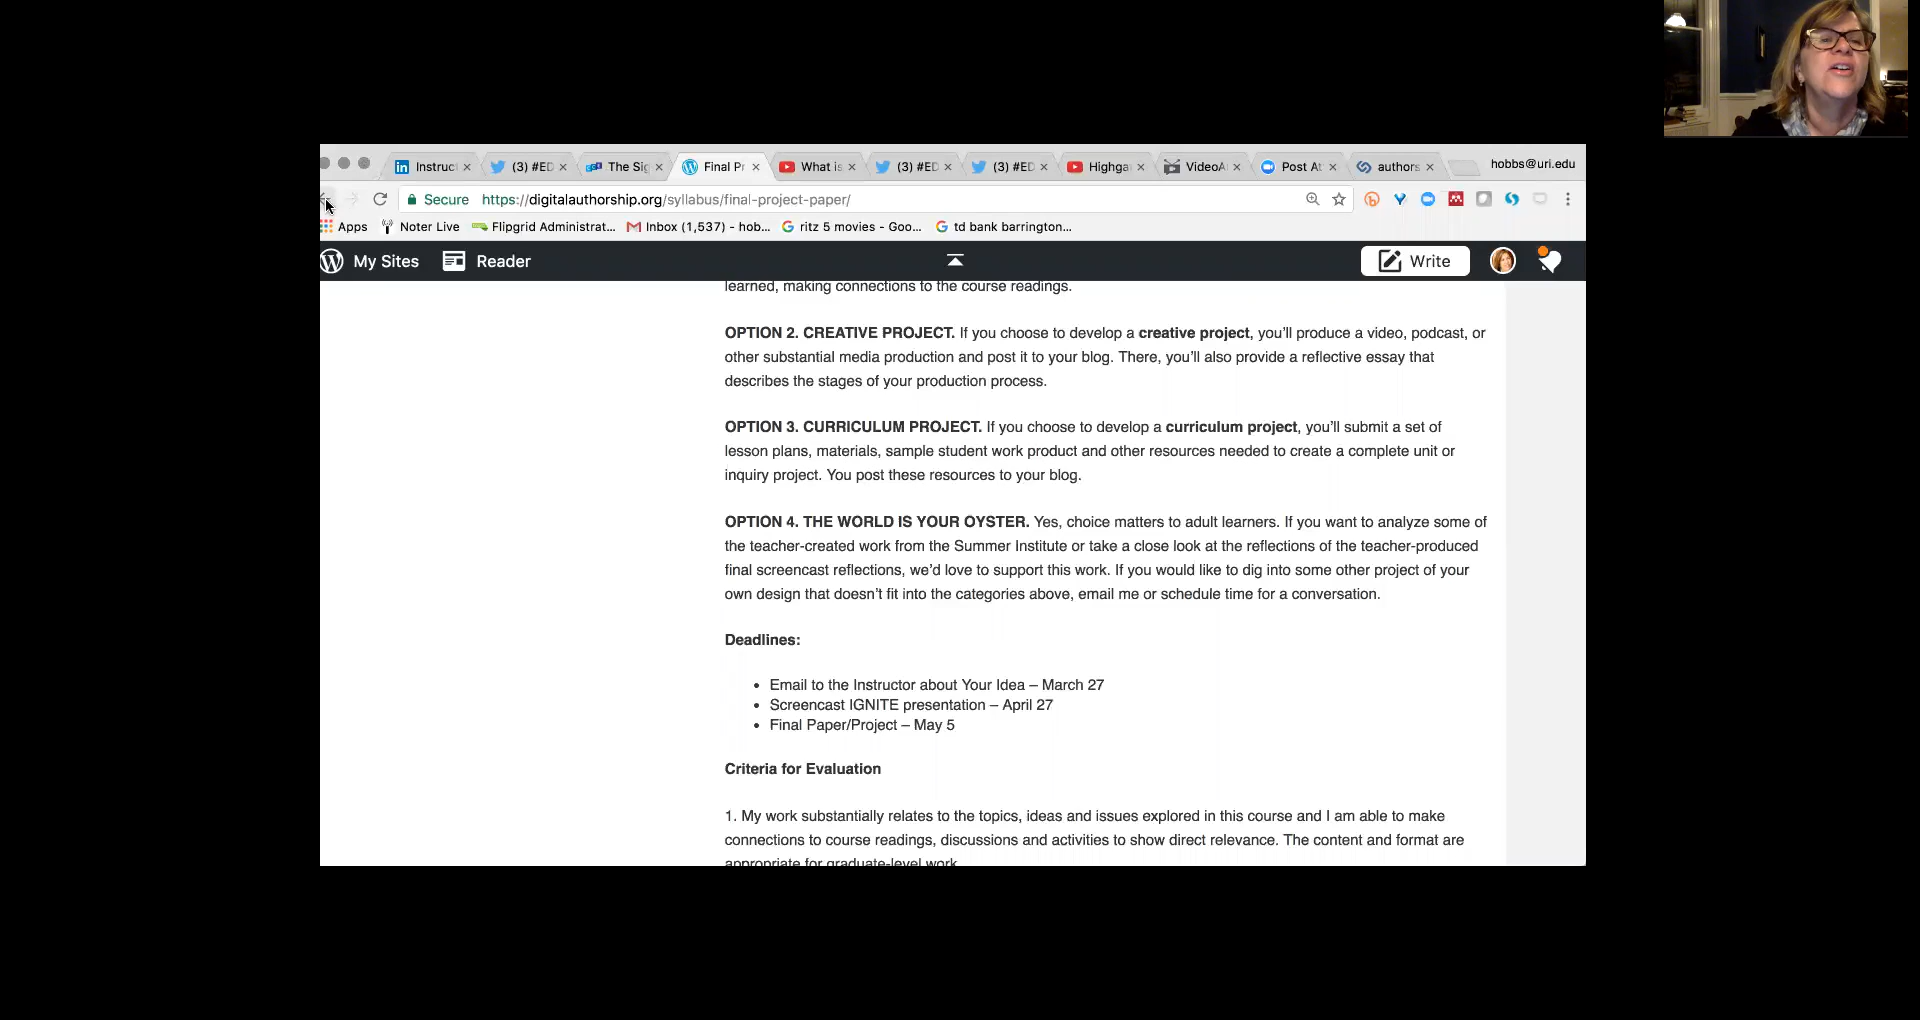 Instruc
(3) #ED
The Sig
Final Pr
What is
(3) #ED
(3) #ED
Highga
VideoA
Post At
authors
hobbs@uri.edu
Secure https://digitalauthorship.org/syllabus/final-project-paper/
Apps
Noter Live
Flipgrid Administrat...
Inbox (1,537) - hob...
ritz 5 movies - Goo...
td bank barrington...
My Sites
Reader
Write
learned, making connections to the course readings.
OPTION 2. CREATIVE PROJECT. If you choose to develop a creative project, you’ll produce a video, podcast, or
other substantial media production and post it to your blog. There, you’ll also provide a reflective essay that
describes the stages of your production process.
OPTION 3. CURRICULUM PROJECT. If you choose to develop a curriculum project, you’ll submit a set of
lesson plans, materials, sample student work product and other resources needed to create a complete unit or
inquiry project. You post these resources to your blog.
OPTION 4. THE WORLD IS YOUR OYSTER. Yes, choice matters to adult learners. If you want to analyze some of
the teacher-created work from the Summer Institute or take a close look at the reflections of the teacher-produced
final screencast reflections, we’d love to support this work. If you would like to dig into some other project of your
own design that doesn’t fit into the categories above, email me or schedule time for a conversation.
Deadlines:
• Email to the Instructor about Your Idea – March 27
• Screencast IGNITE presentation – April 27
• Final Paper/Project – May 5
Criteria for Evaluation
1. My work substantially relates to the topics, ideas and issues explored in this course and I am able to make
connections to course readings, discussions and activities to show direct relevance. The content and format are
appropriate for graduate-level work.